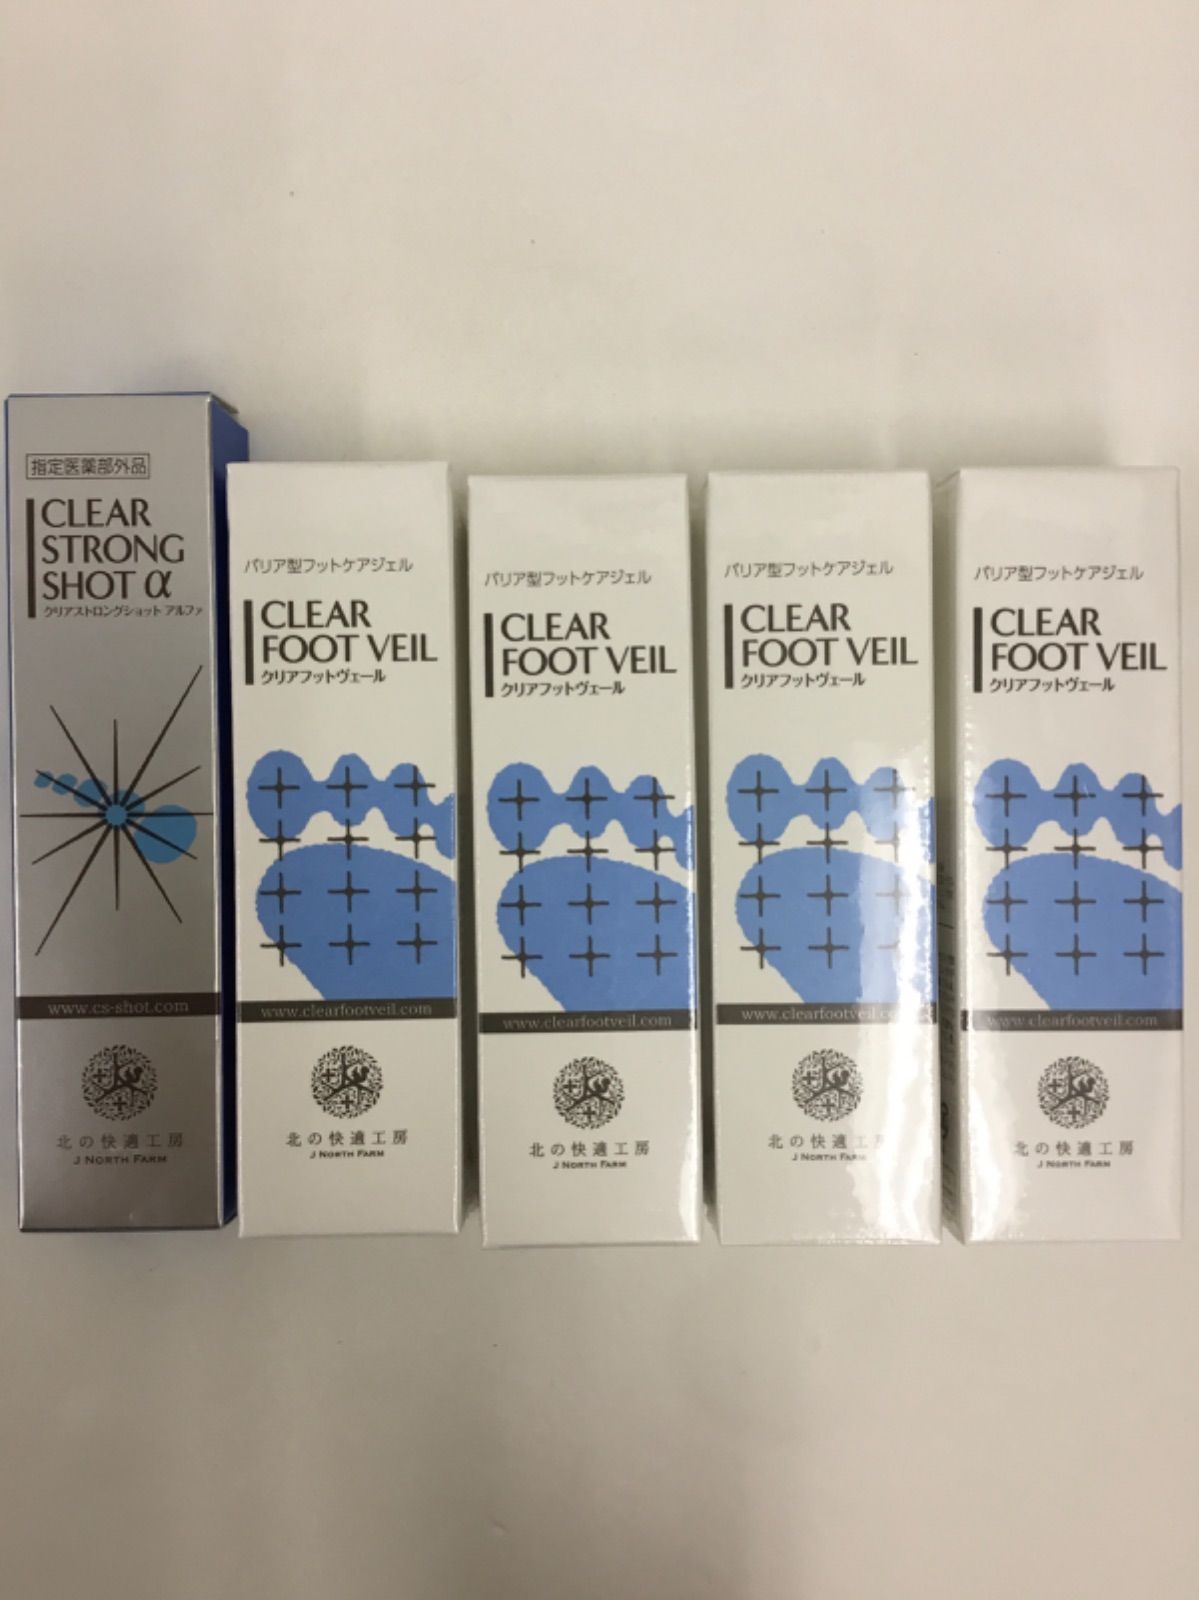 指定医薬部外品
CLEAR
STRONG
SHOT α
クリアストロングショット アルファ
www.cs-shot.com
北の快適工房
J NORTH FARM
バリア型フットケアジェル
CLEAR
FOOT VEIL
クリアフットヴェール
www.clearfootveil.com
北の快適工房
J NORTH FARM
バリア型フットケアジェル
CLEAR
FOOT VEIL
クリアフットヴェール
www.clearfootveil.com
北の快適工房
J NORTH FARM
バリア型フットケアジェル
CLEAR
FOOT VEIL
クリアフットヴェール
www.clearfootveil.com
北の快適工房
J NORTH FARM
バリア型フットケアジェル
CLEAR
FOOT VEIL
クリアフットヴェール
www.clearfootveil.com
北の快適工房
J NORTH FARM